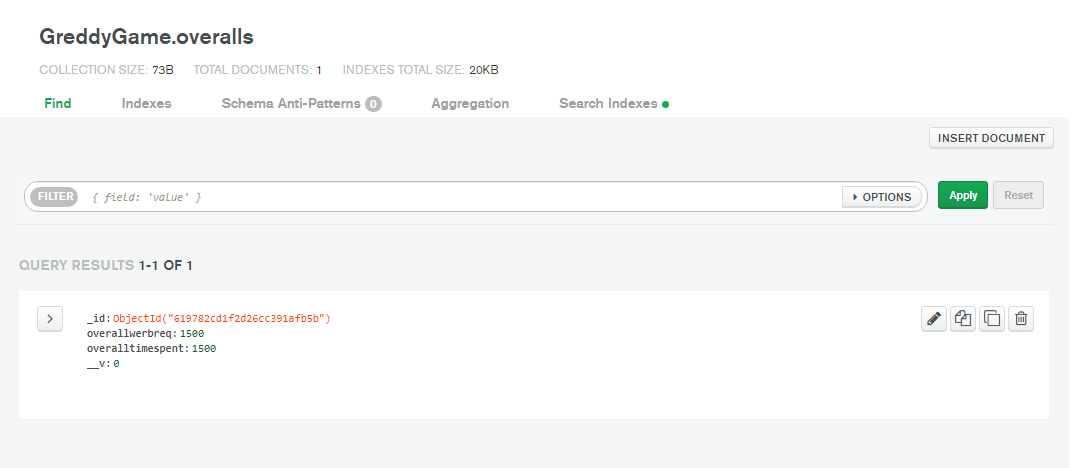 GreddyGame.overalls
COLLECTION SIZE: 73B TOTAL DOCUMENTS: 1 INDEXES TOTAL SIZE: 20KB
Find Indexes Schema Anti-Patterns 0 Aggregation Search Indexes
INSERT DOCUMENT
FILTER { field: 'value' } OPTIONS Apply Reset
QUERY RESULTS 1-1 OF 1
_id: ObjectId("619782cd1f2d26cc391afb5b")
overallwerbreq: 1500
overalltimespent: 1500
__v: 0